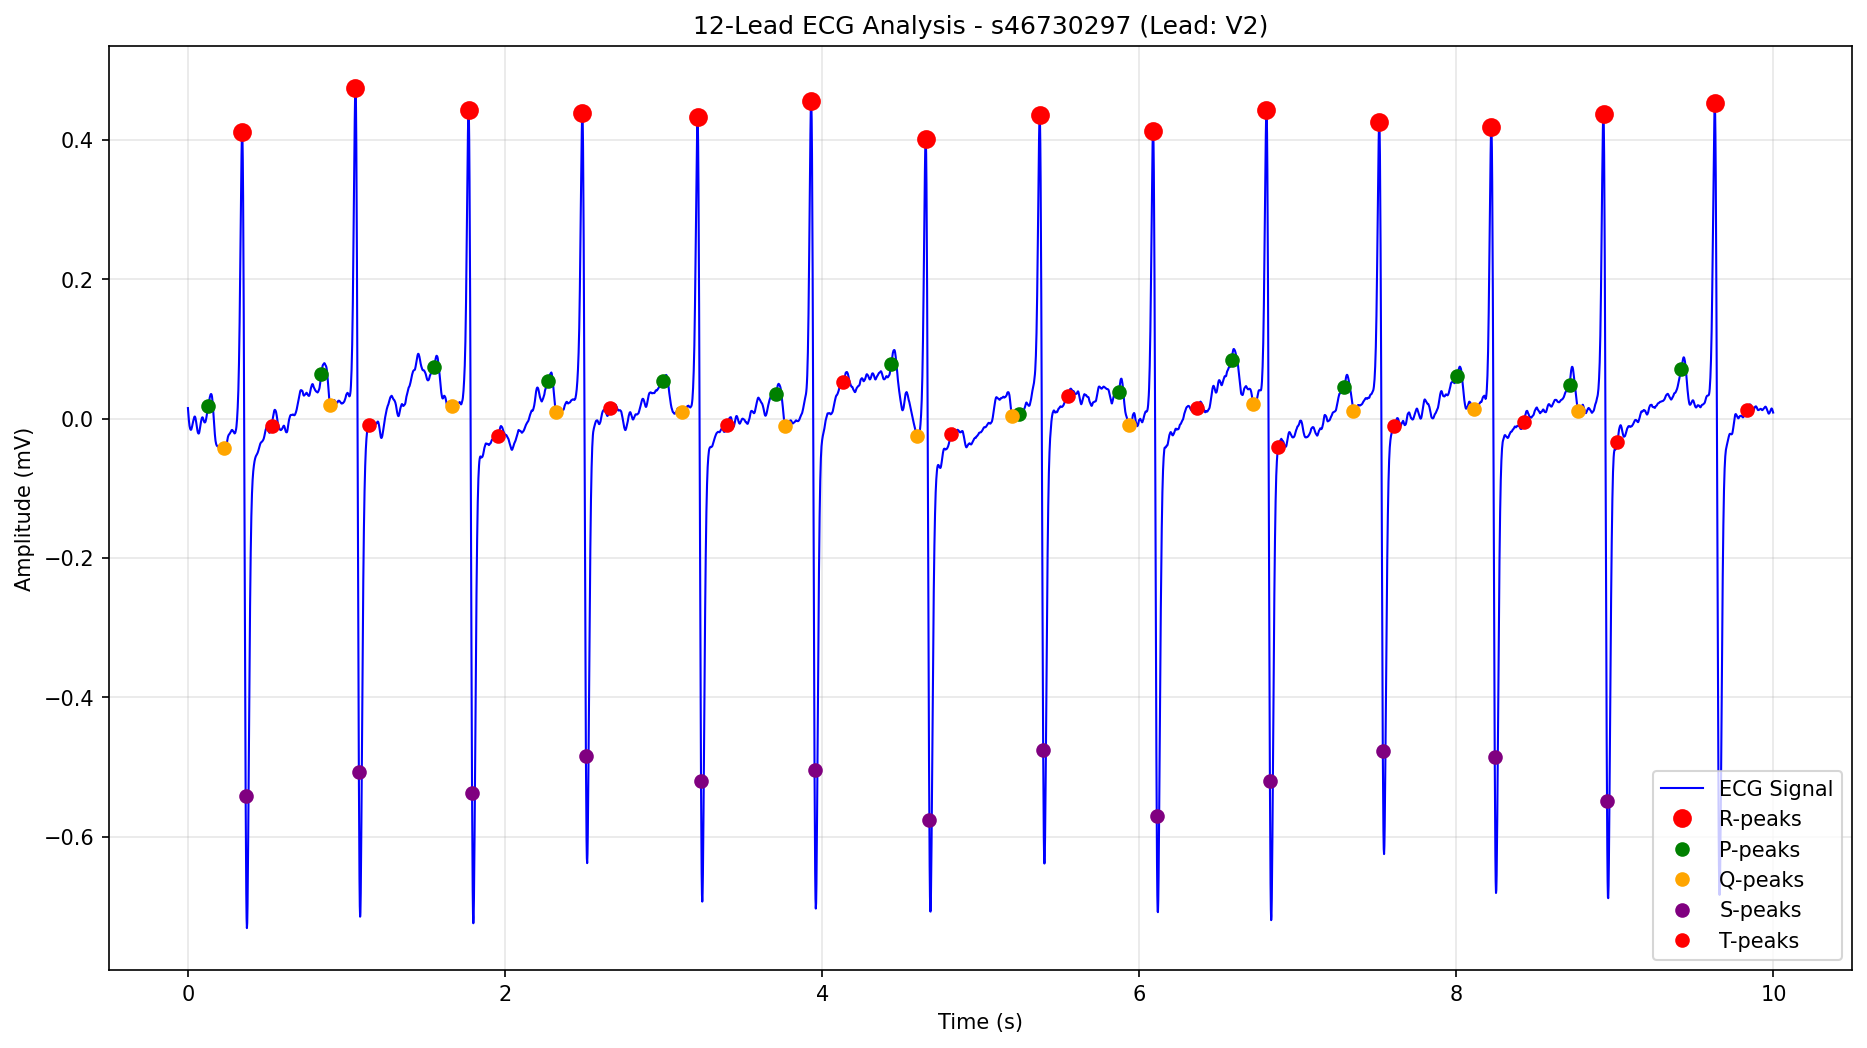 12-Lead ECG Analysis - s46730297 (Lead: V2)
0.4
0.2
0.0
−0.2
−0.4
−0.6
Amplitude (mV)
0 2 4 6 8 10
Time (s)
ECG Signal
R-peaks
P-peaks
Q-peaks
S-peaks
T-peaks